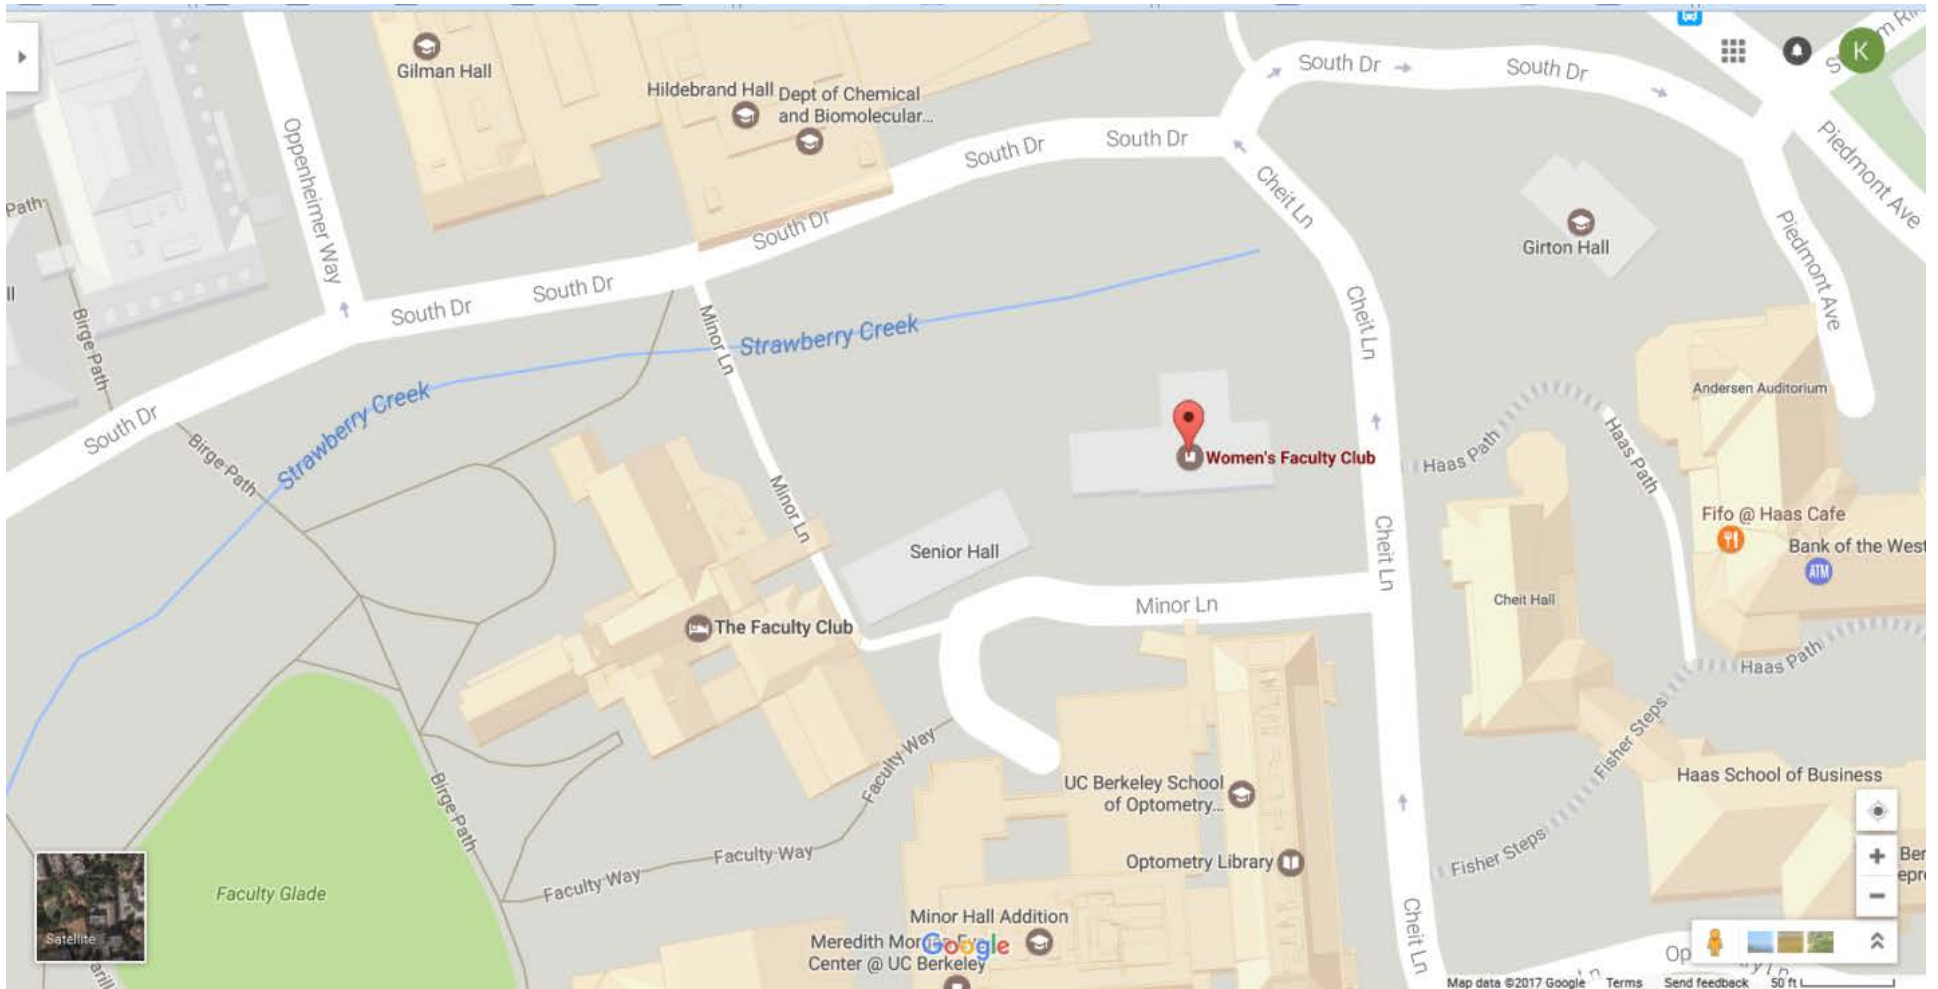 Gilman Hall
Hildebrand Hall
Dept of Chemical
and Biomolecular...
South Dr
South Dr
K
Oppenheimer Way
South Dr
South Dr
Piedmont Ave
Path
Cheit Ln
South Dr
Girton Hall
Piedmont Ave
South Dr
South Dr
Birge Path
Minor Ln
Strawberry Creek
Cheit Ln
Strawberry Creek
Andersen Auditorium
South Dr
Birge Path
Women's Faculty Club
Haas Path
Haas Path
Minor Ln
Fifo @ Haas Cafe
Senior Hall
Cheit Ln
Bank of the West
ATM
Minor Ln
Cheit Hall
The Faculty Club
Haas Path
Fisher Steps
Faculty Way
UC Berkeley School
of Optometry...
Haas School of Business
Birge Path
Faculty Way
Optometry Library
Fisher Steps
Faculty Way
Faculty Glade
Minor Hall Addition
Cheit Ln
Satellite
Google
Center @ UC Berkeley
Map data ©2017 Google
Terms
Send feedback
50 ft